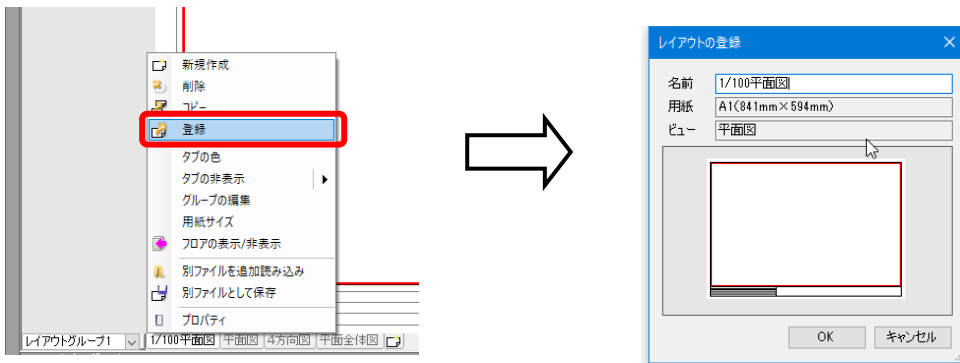 新規作成
削除
コピー
登録
タブの色
タブの非表示
グループの編集
用紙サイズ
フロアの表示/非表示
別ファイルを追加読み込み
別ファイルとして保存
プロパティ
レイアウトグループ1 1/100平面図 平面図 4方向図 平面全体図
レイアウトの登録
名前 1/100平面図
用紙 A1(841mm×594mm)
ビュー 平面図
OK キャンセル